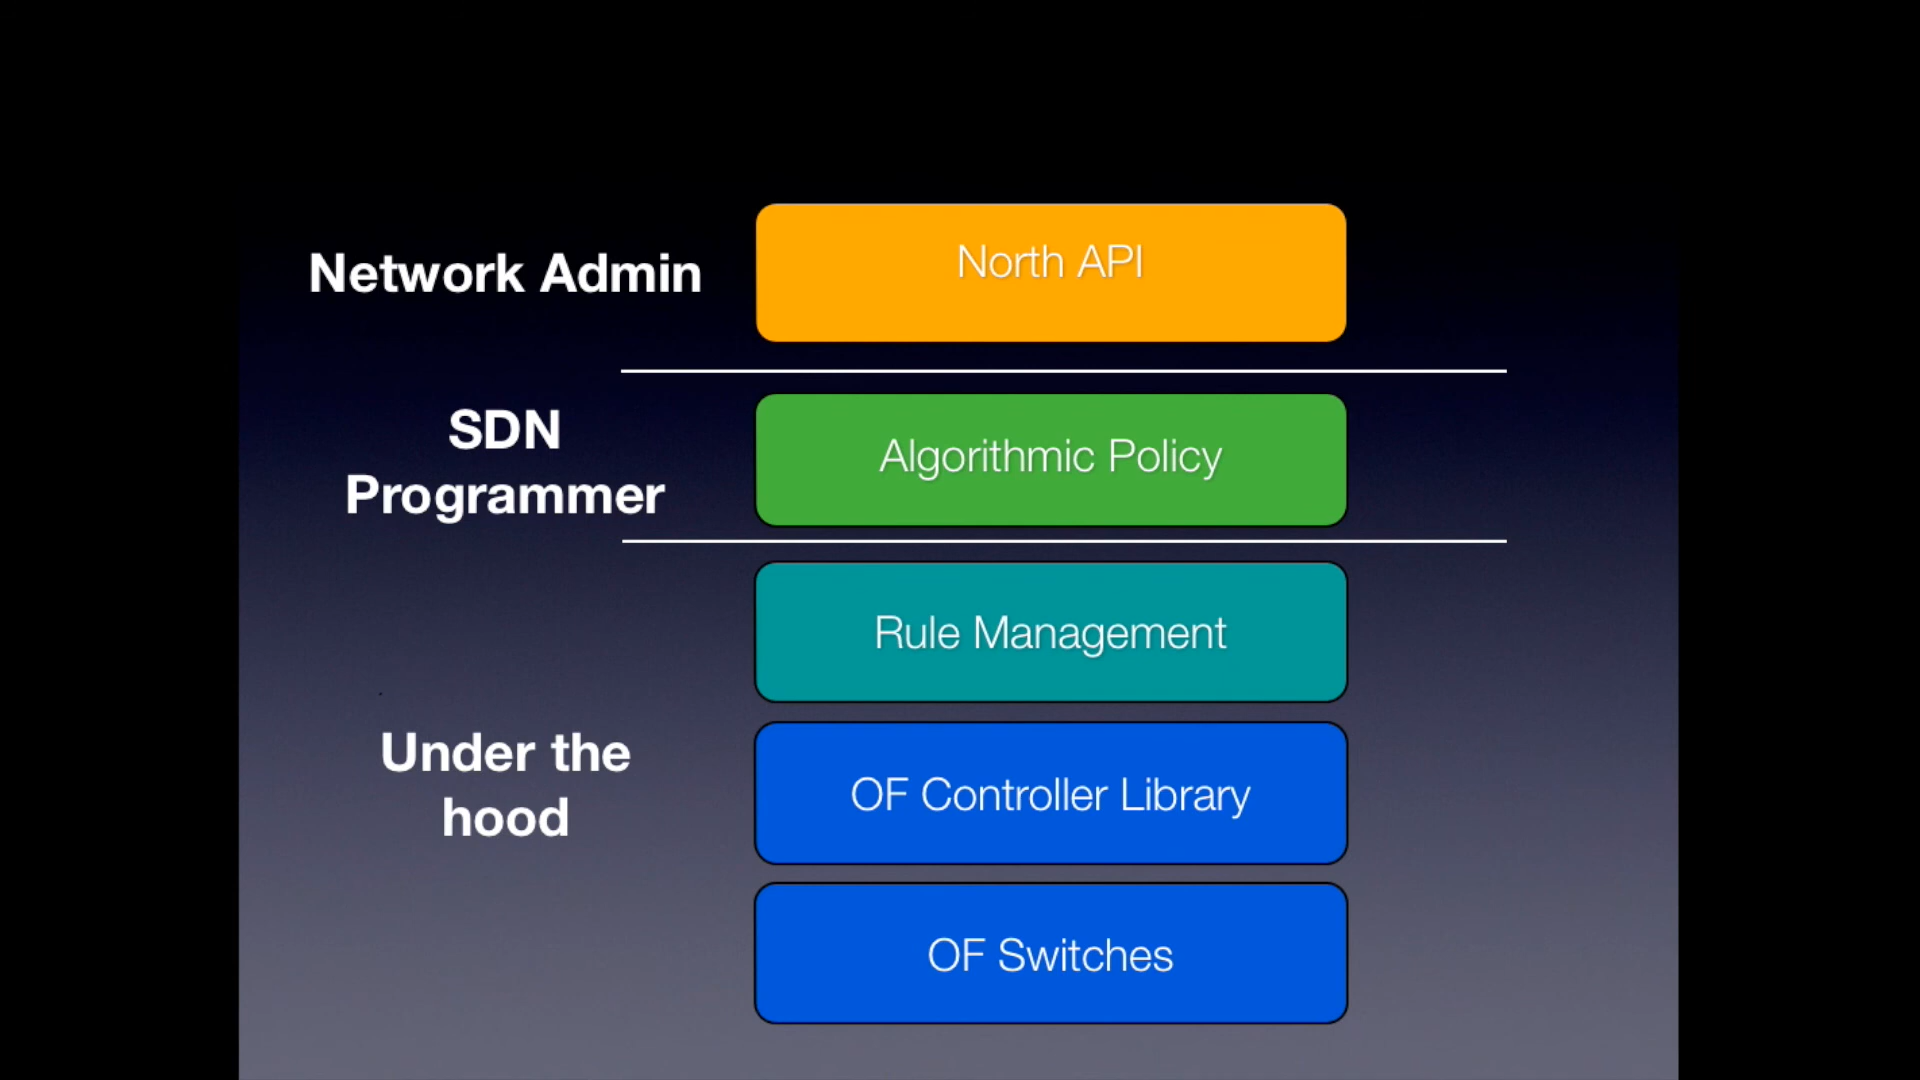 Network Admin
North API
SDN
Programmer
Algorithmic Policy
Rule Management
Under the
hood
OF Controller Library
OF Switches